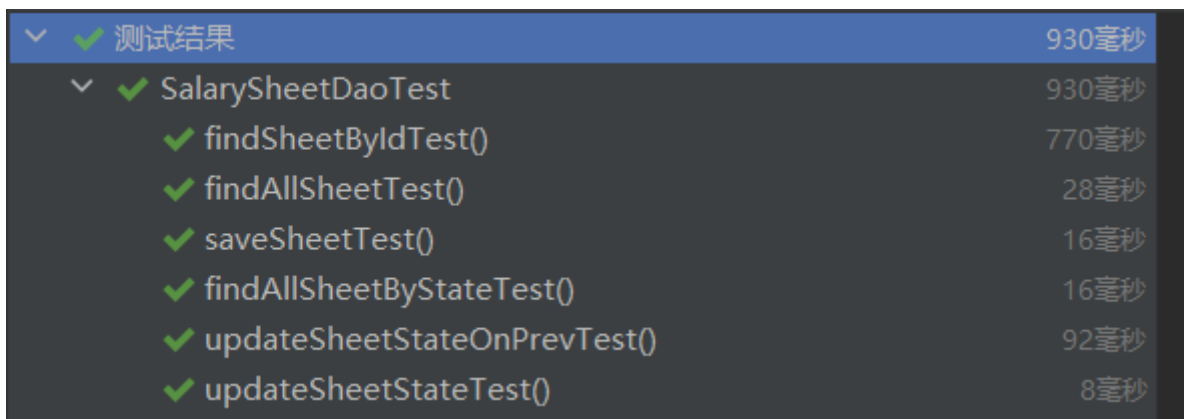 测试结果 930毫秒
SalarySheetDaoTest 930毫秒
findSheetByIdTest() 770毫秒
findAllSheetTest() 28毫秒
saveSheetTest() 16毫秒
findAllSheetByStateTest() 16毫秒
updateSheetStateOnPrevTest() 92毫秒
updateSheetStateTest() 8毫秒